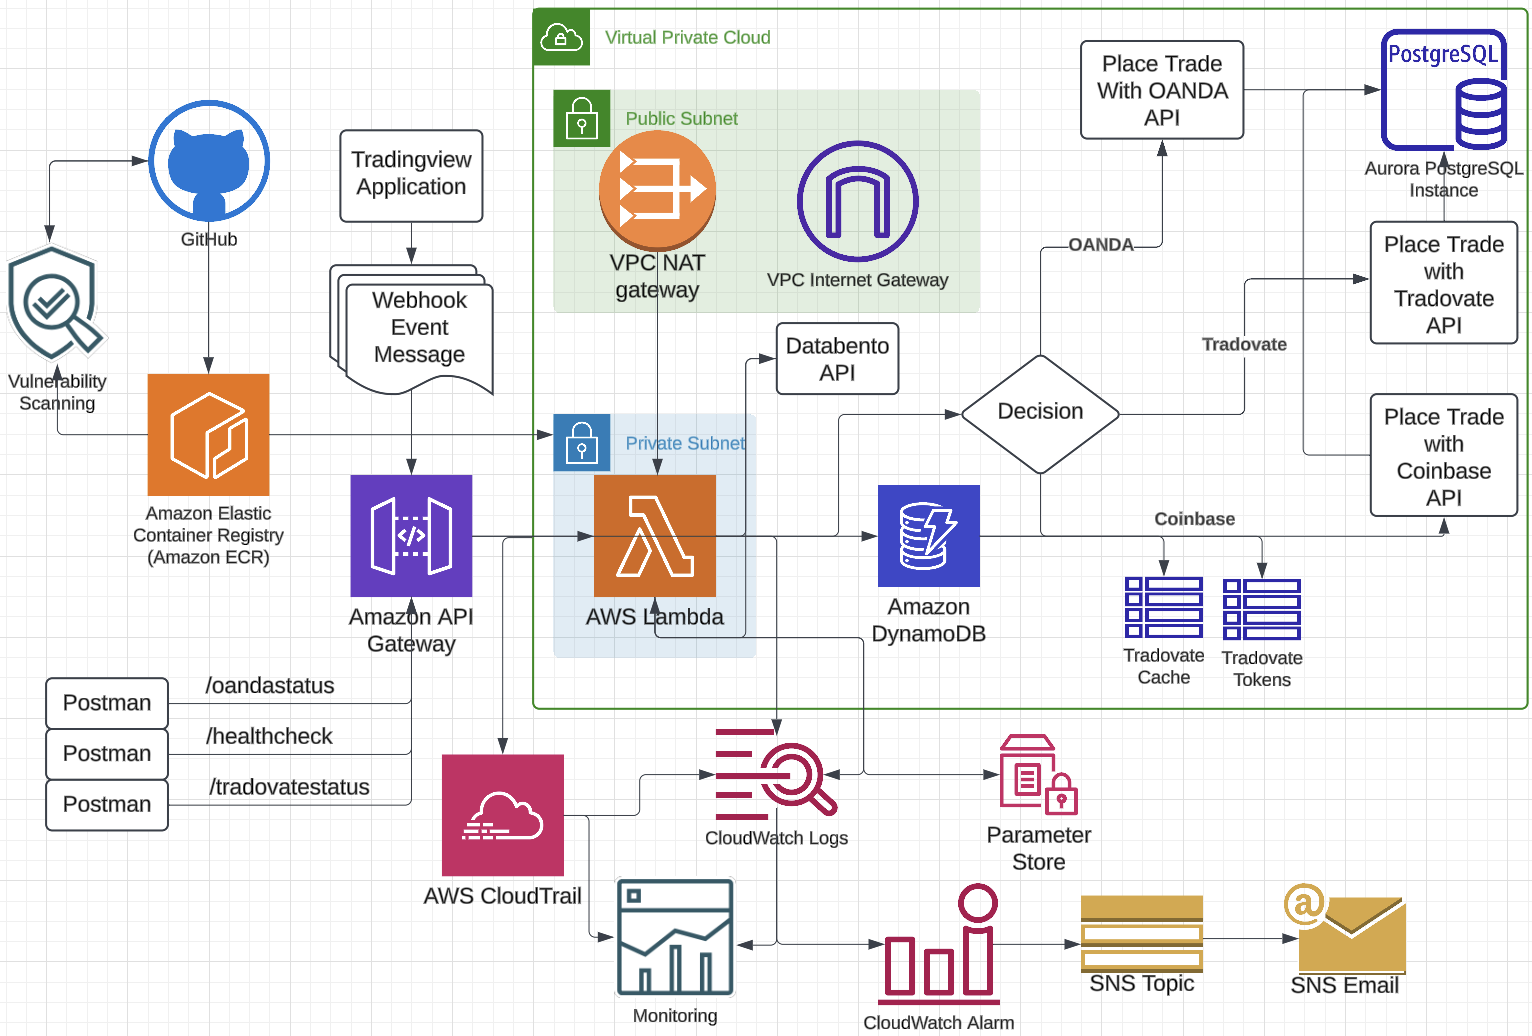 Virtual Private Cloud
Public Subnet
VPC NAT
gateway
VPC Internet Gateway
Place Trade
With OANDA
API
PostgreSQL
Aurora PostgreSQL
Instance
GitHub
Tradingview
Application
Webhook
Event
Message
Vulnerability
Scanning
Databento
API
OANDA
Place Trade
with
Tradovate
API
Tradovate
Decision
Place Trade
with
Coinbase
API
Private Subnet
Amazon Elastic
Container Registry
(Amazon ECR)
</>
Amazon API
Gateway
AWS Lambda
Amazon
DynamoDB
Coinbase
Tradovate
Cache
Tradovate
Tokens
Postman
/oandastatus
Postman
/healthcheck
Postman
/tradovatestatus
AWS CloudTrail
CloudWatch Logs
Parameter
Store
Monitoring
CloudWatch Alarm
SNS Topic
@
SNS Email